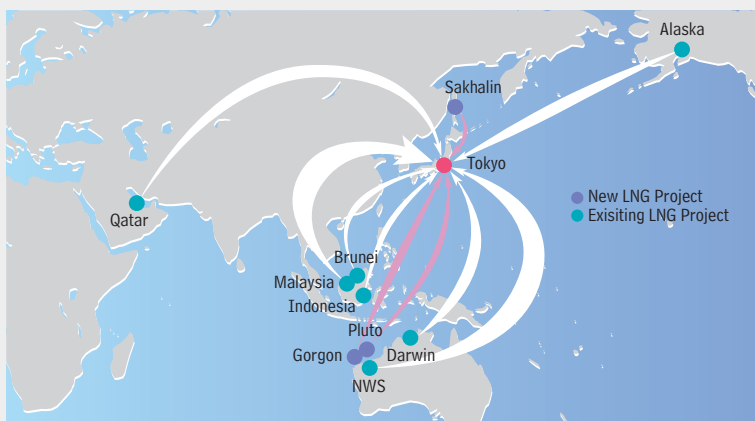 Alaska
Sakhalin
Tokyo
New LNG Project
Exisiting LNG Project
Qatar
Brunei
Malaysia
Indonesia
Pluto
Gorgon
Darwin
NWS